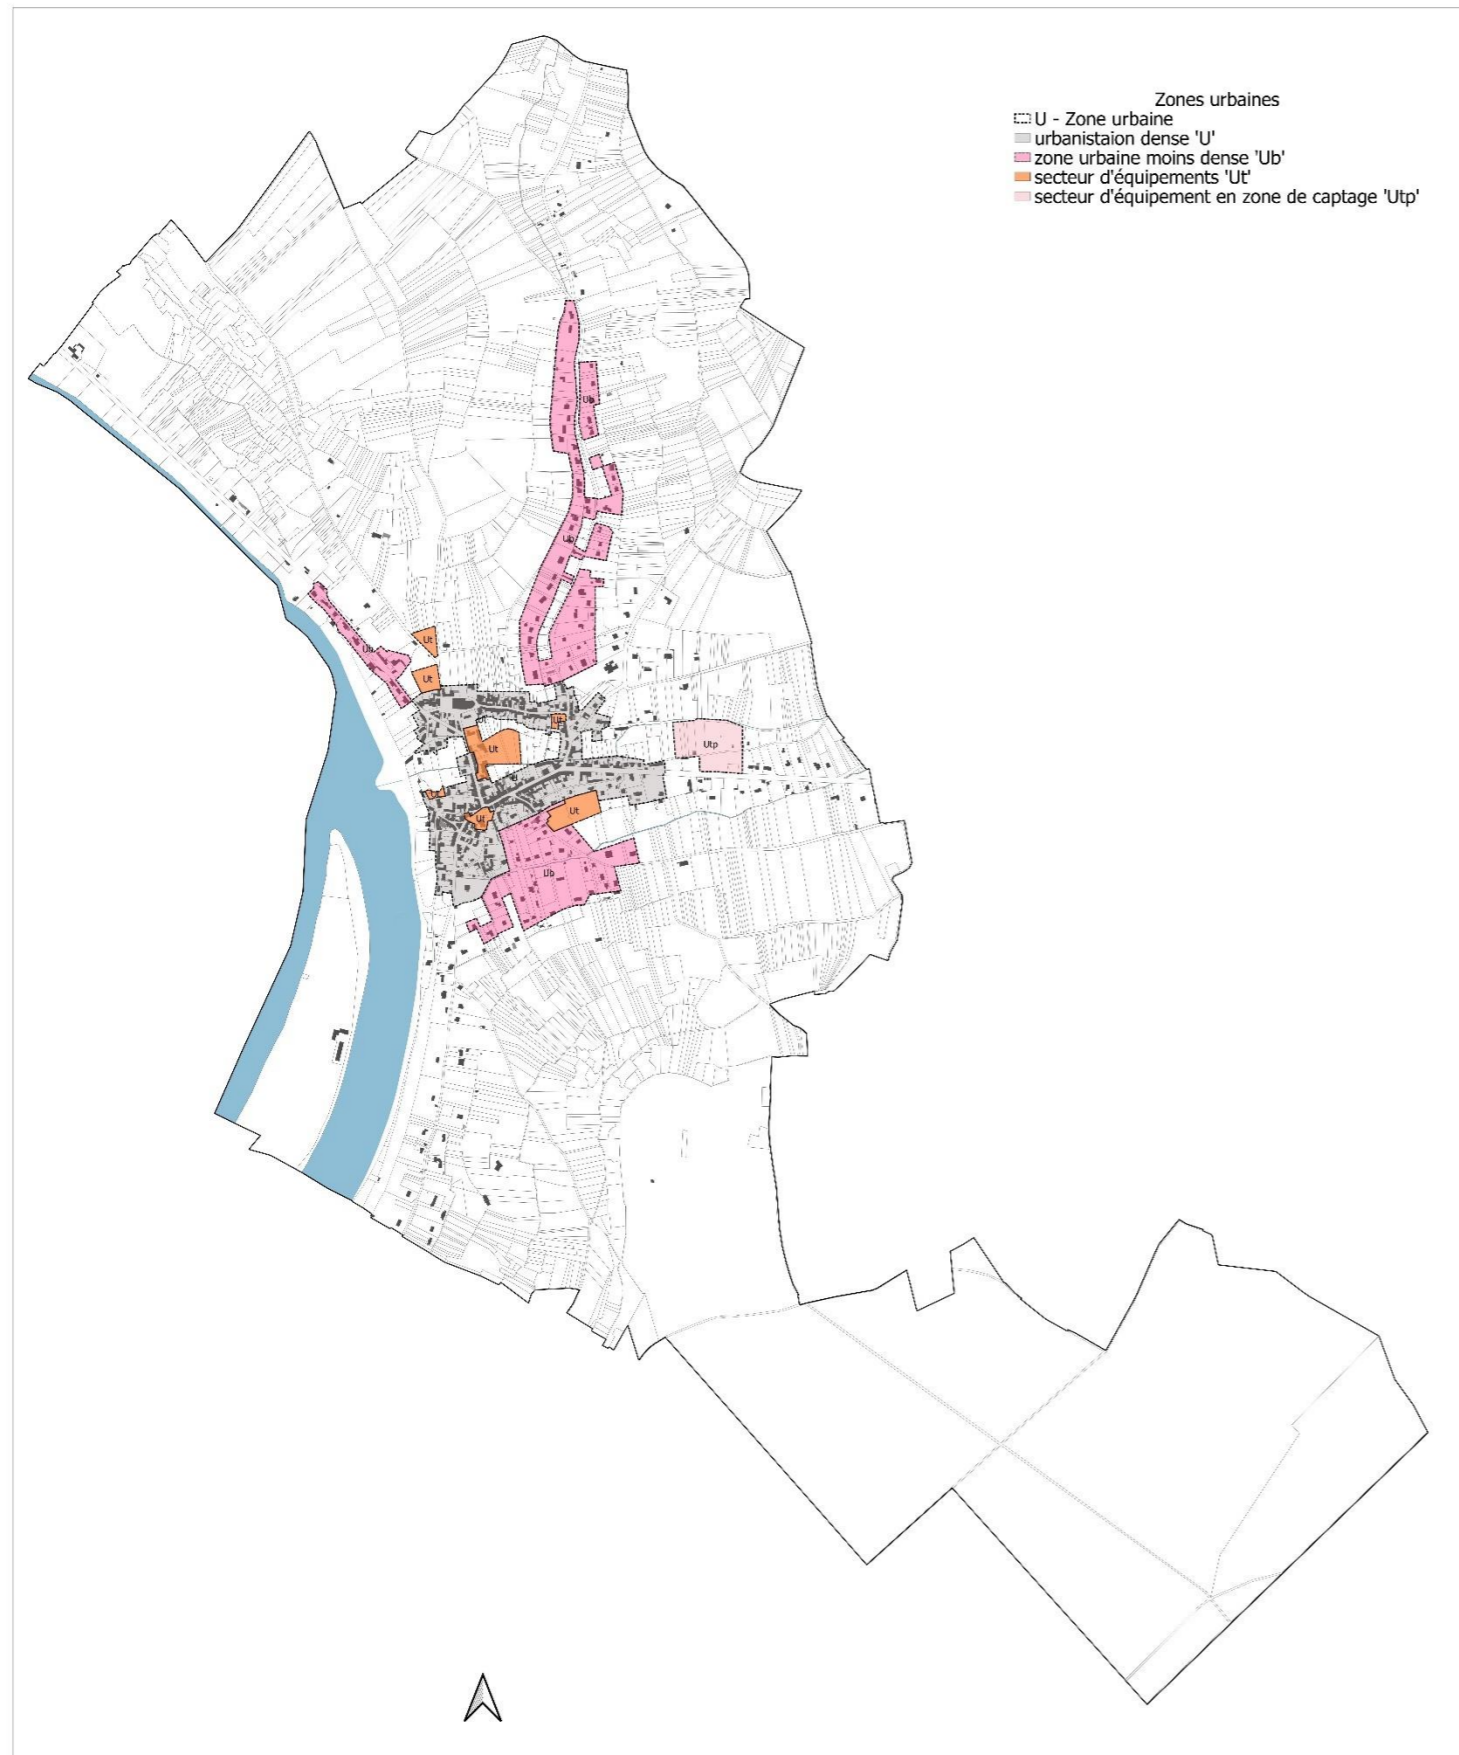 Zones urbaines
U - Zone urbaine
urbanistaion dense 'U'
zone urbaine moins dense 'Ub'
secteur d'équipements 'Ut'
secteur d'équipement en zone de captage 'Utp'
Ub
Ub
Ut
Ub
Ut
Ut
Ut
Utp
U
Ut
Ut
Ub